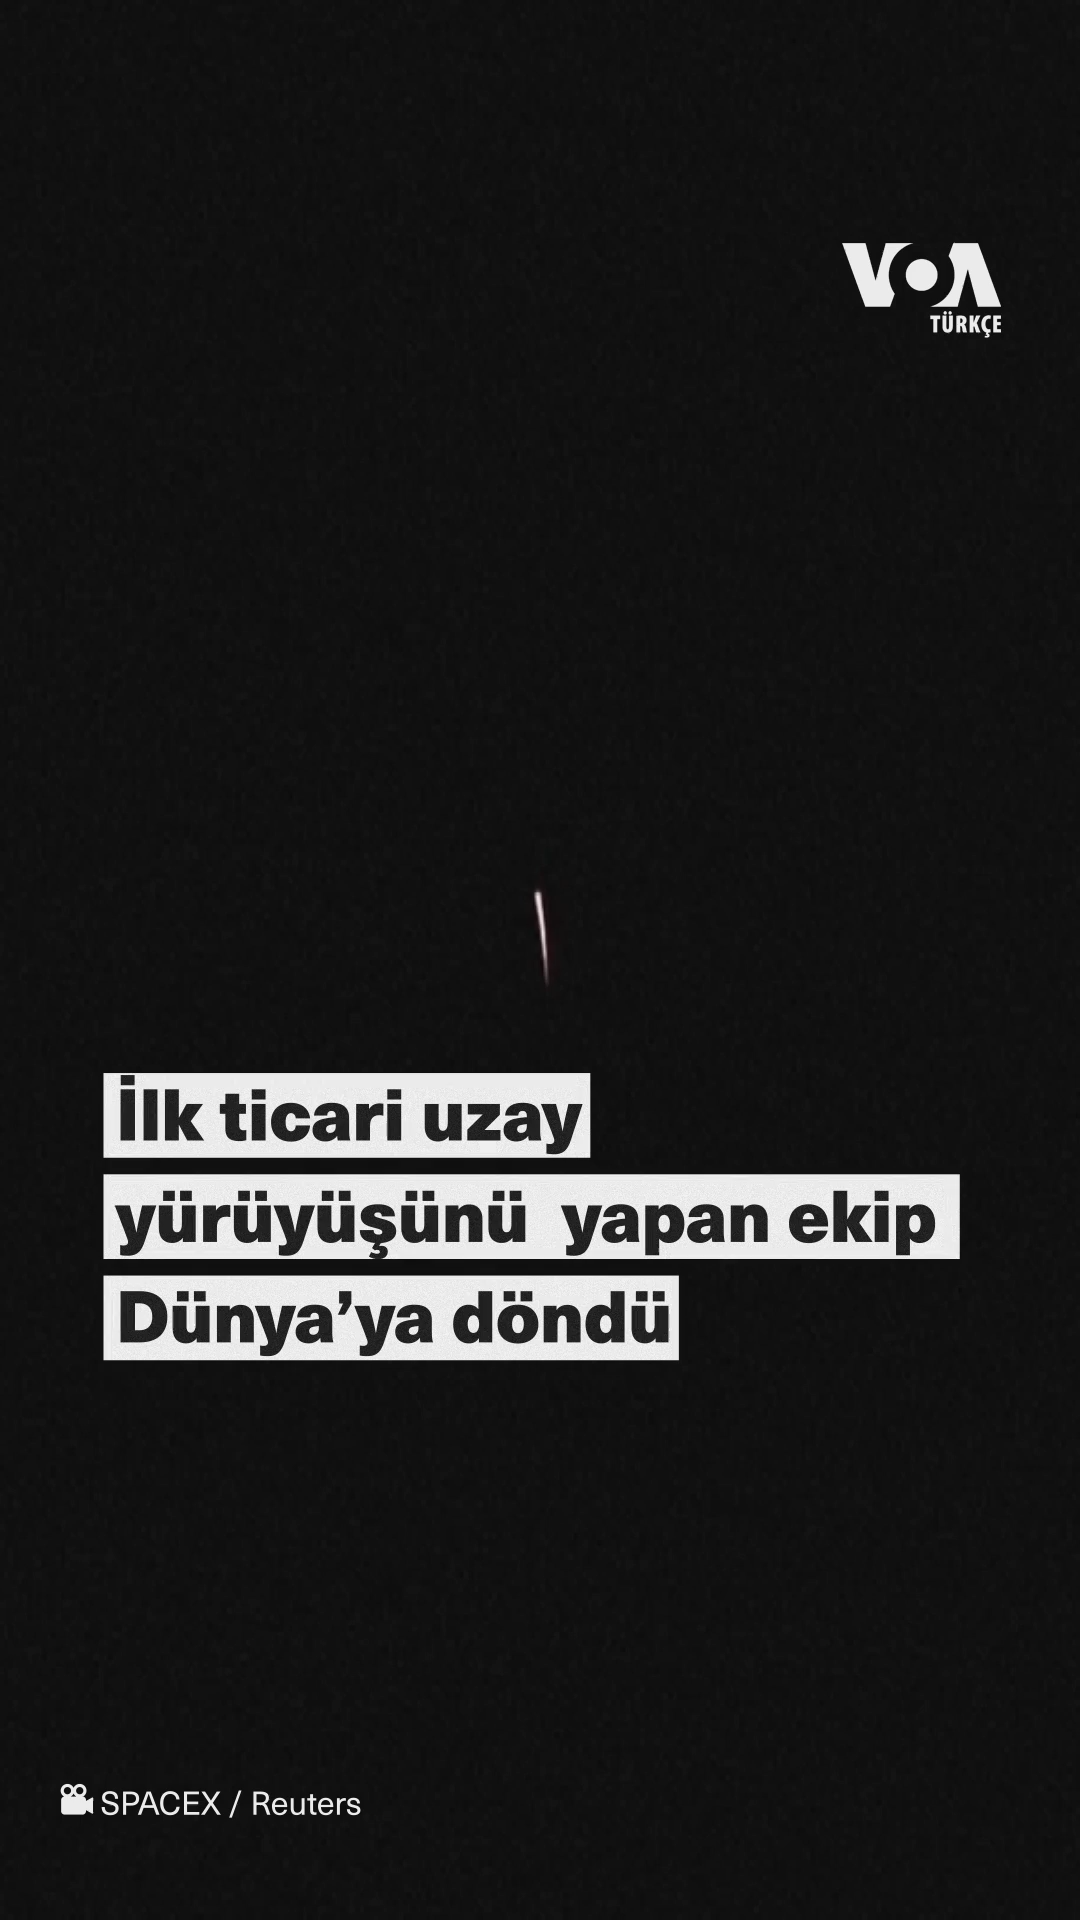 VOA
TÜRKÇE
İlk ticari uzay
yürüyüşünü yapan ekip
Dünya’ya döndü
SPACEX / Reuters